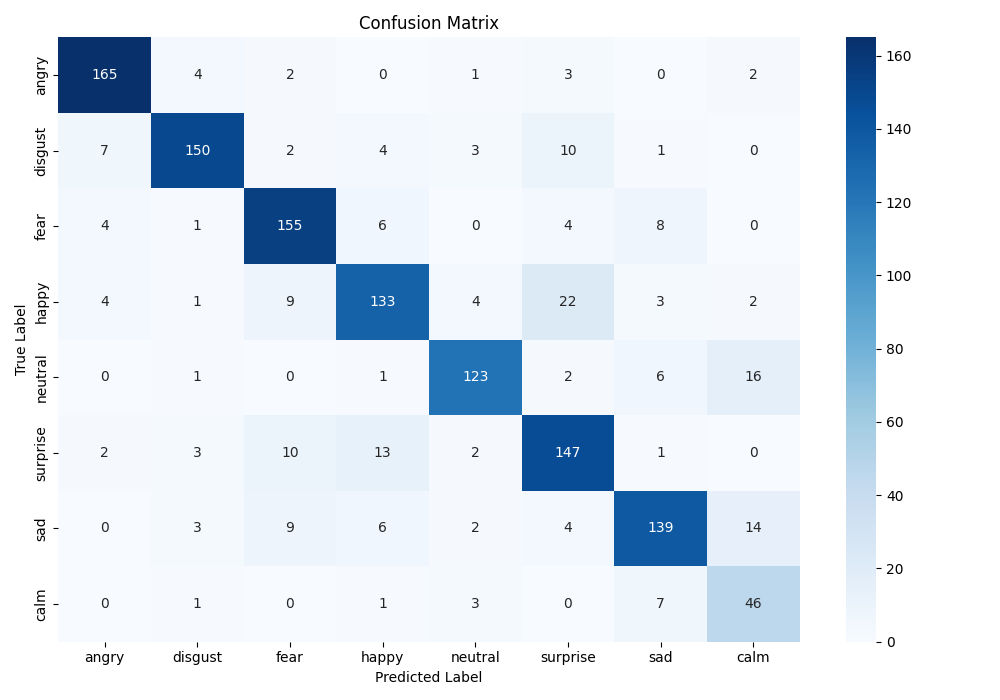 Confusion Matrix
True Label
angry 165 4 2 0 1 3 0 2
disgust 7 150 2 4 3 10 1 0
fear 4 1 155 6 0 4 8 0
happy 4 1 9 133 4 22 3 2
neutral 0 1 0 1 123 2 6 16
surprise 2 3 10 13 2 147 1 0
sad 0 3 9 6 2 4 139 14
calm 0 1 0 1 3 0 7 46
angry disgust fear happy neutral surprise sad calm
Predicted Label
160
140
120
100
80
60
40
20
0